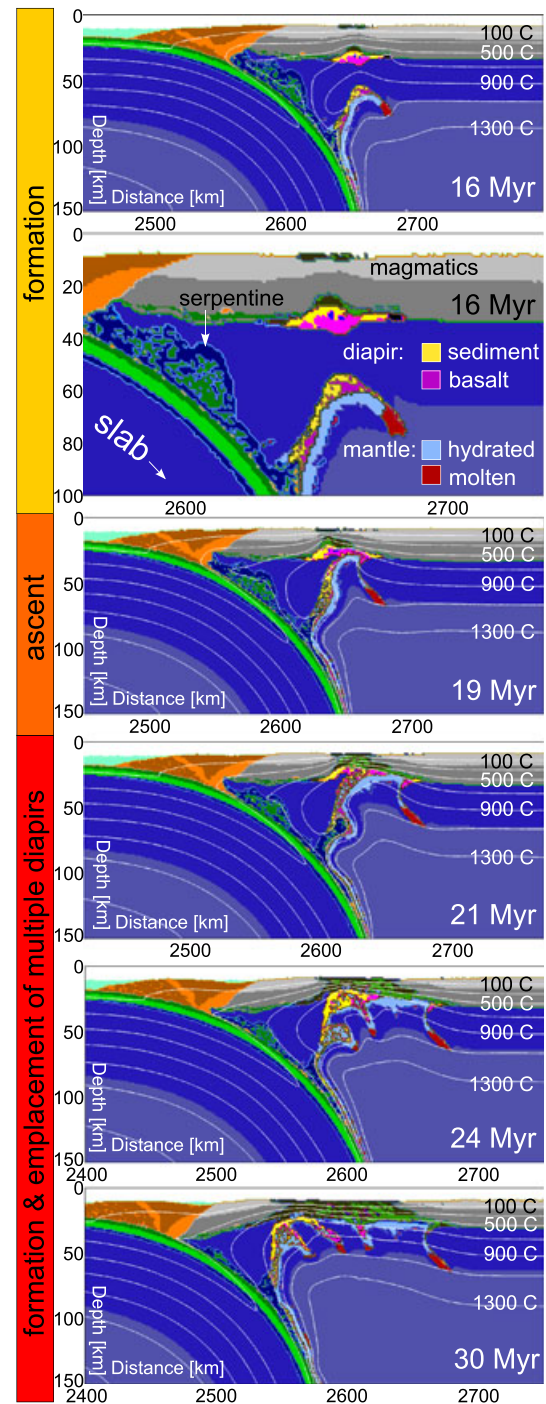 formation
0
50
100
150
Depth [km]
Distance [km]
100 C
500 C
900 C
1300 C
16 Myr
2500
2600
2700
0
20
40
60
80
100
magmatics
serpentine
16 Myr
diapir:
sediment
basalt
slab
mantle:
hydrated
molten
2600
2700
ascent
0
50
100
150
Depth [km]
Distance [km]
100 C
500 C
900 C
1300 C
19 Myr
2500
2600
2700
formation & emplacement of multiple diapirs
0
50
100
150
Depth [km]
Distance [km]
100 C
500 C
900 C
1300 C
21 Myr
2500
2600
2700
0
50
100
150
Depth [km]
Distance [km]
100 C
500 C
900 C
1300 C
24 Myr
2400
2500
2600
2700
0
50
100
150
Depth [km]
Distance [km]
100 C
500 C
900 C
1300 C
30 Myr
2400
2500
2600
2700